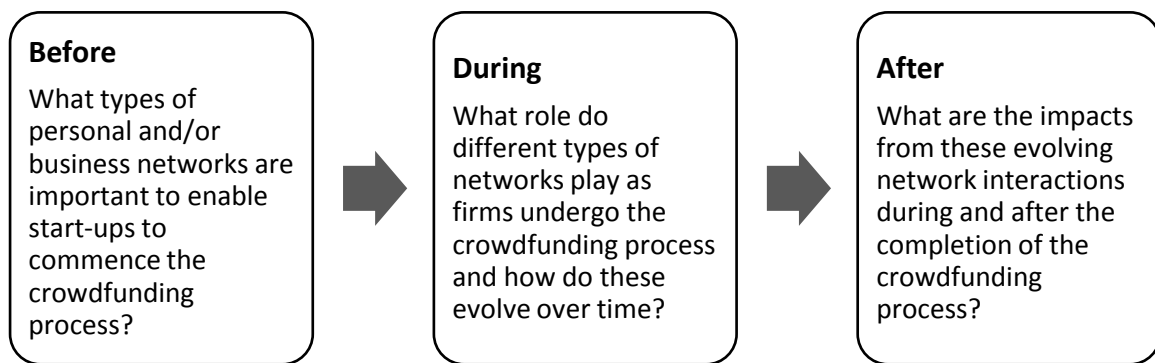 Before
What types of
personal and/or
business networks are
important to enable
start-ups to
commence the
crowdfunding
process?
During
What role do
different types of
networks play as
firms undergo the
crowdfunding process
and how do these
evolve over time?
After
What are the impacts
from these evolving
network interactions
during and after the
completion of the
crowdfunding
process?